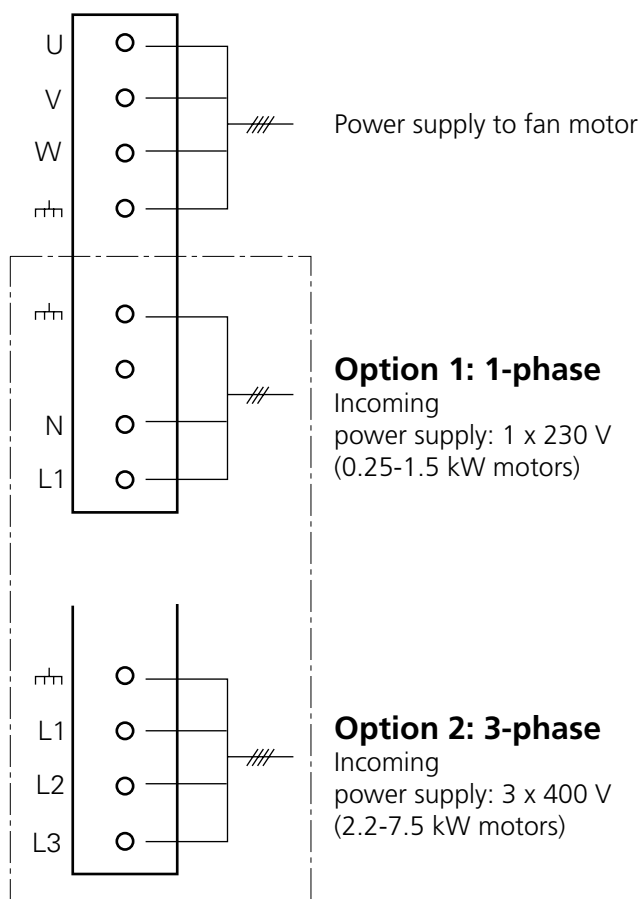 U
V
W
Power supply to fan motor
N
L1
Option 1: 1-phase
Incoming
power supply: 1 x 230 V
(0.25-1.5 kW motors)
L1
L2
L3
Option 2: 3-phase
Incoming
power supply: 3 x 400 V
(2.2-7.5 kW motors)